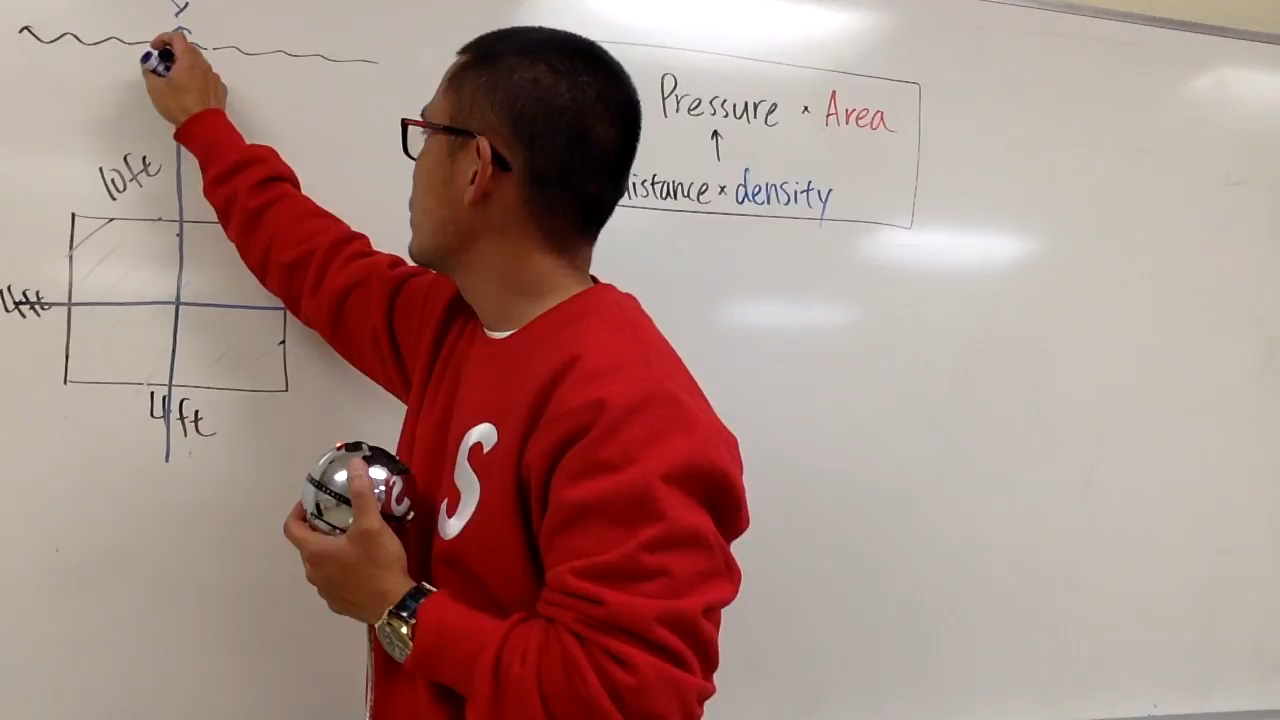 y
10ft
4ft
4ft
Pressure × Area
↑
istance × density
S